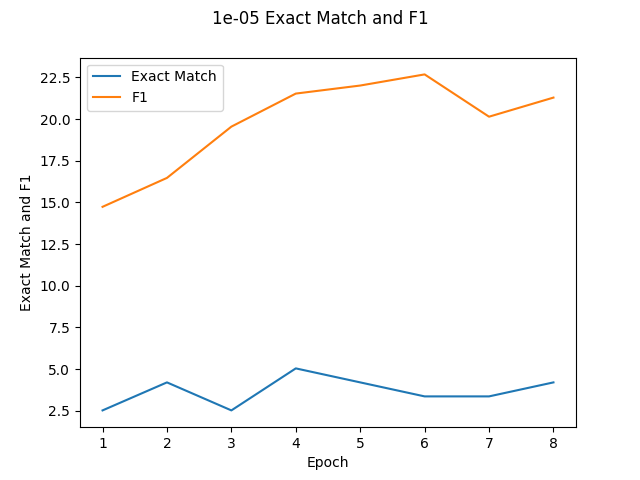 1e-05 Exact Match and F1
Exact Match
F1
Exact Match and F1
22.5
20.0
17.5
15.0
12.5
10.0
7.5
5.0
2.5
1 2 3 4 5 6 7 8
Epoch